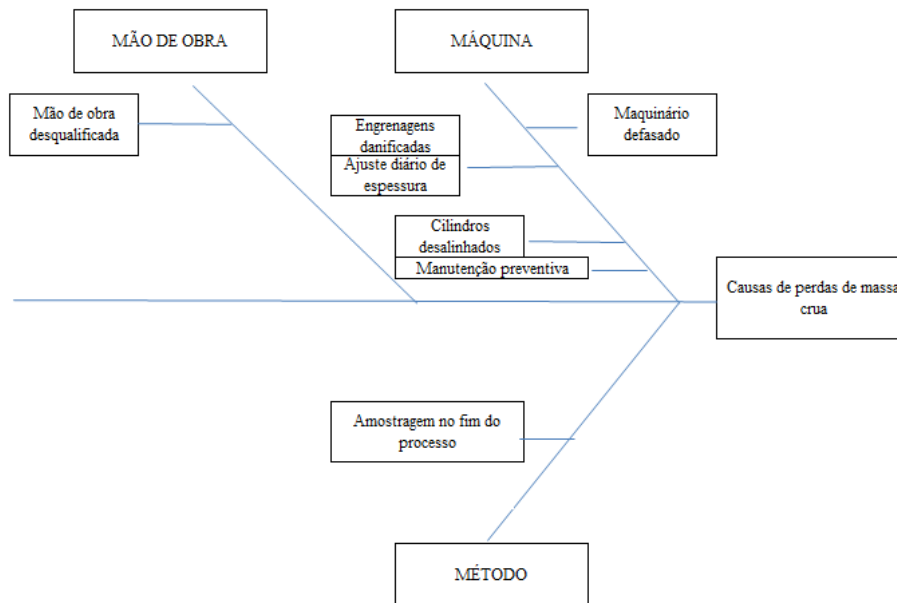 MÃO DE OBRA
MÁQUINA
Mão de obra
desqualificada
Engrenagens
danificadas
Ajuste diário de
espessura
Maquinário
defasado
Cilindros
desalinhados
Manutenção preventiva
Causas de perdas de massa
crua
Amostragem no fim do
processo
MÉTODO